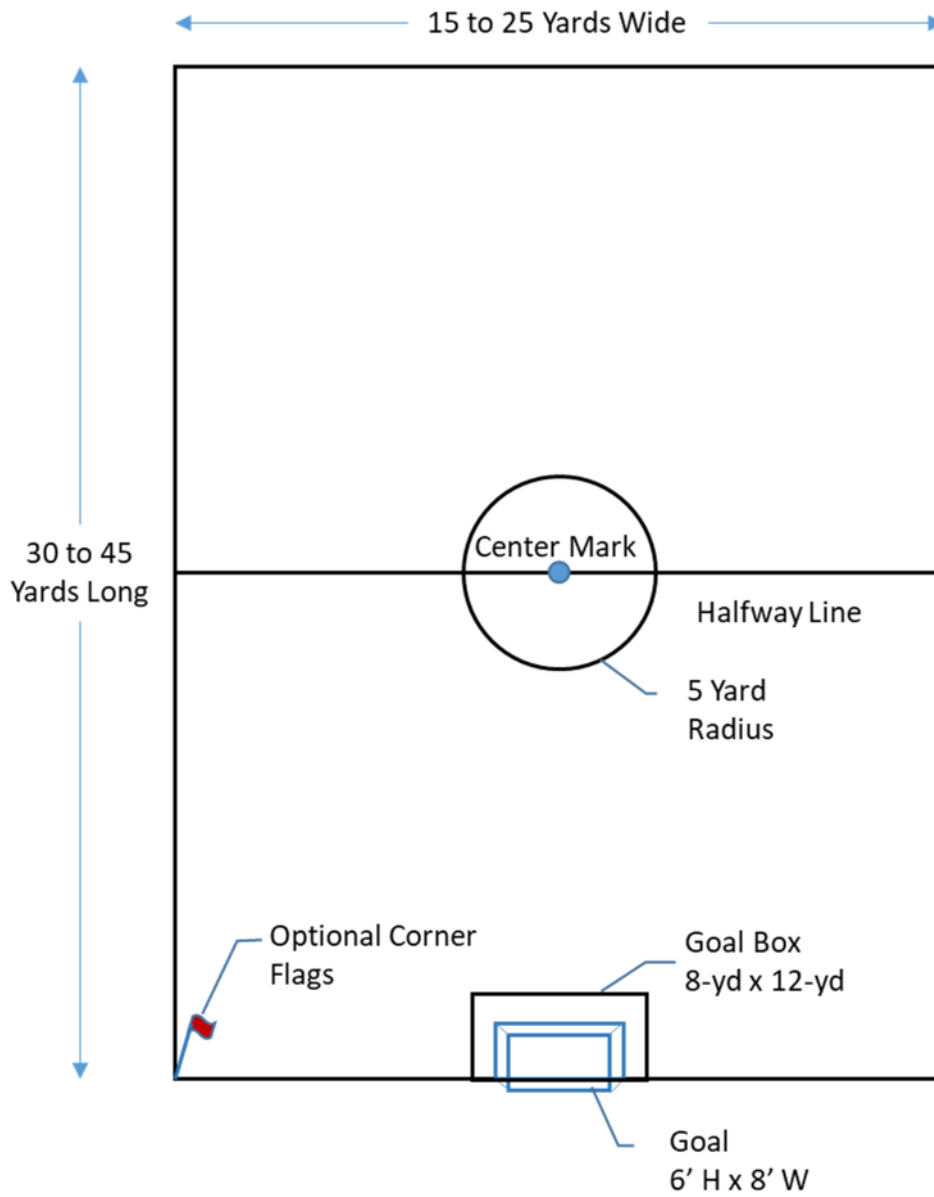 15 to 25 Yards Wide
Center Mark
30 to 45
Yards Long
Halfway Line
5 Yard
Radius
Optional Corner
Flags
Goal Box
8-yd x 12-yd
Goal
6’ H x 8’ W